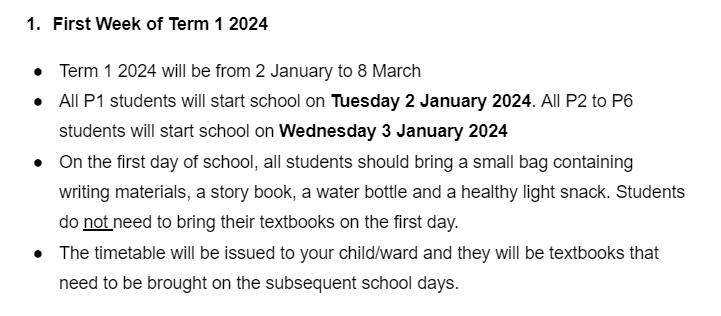 1. First Week of Term 1 2024
● Term 1 2024 will be from 2 January to 8 March
● All P1 students will start school on Tuesday 2 January 2024. All P2 to P6
students will start school on Wednesday 3 January 2024
● On the first day of school, all students should bring a small bag containing
writing materials, a story book, a water bottle and a healthy light snack. Students
do not need to bring their textbooks on the first day.
● The timetable will be issued to your child/ward and they will be textbooks that
need to be brought on the subsequent school days.